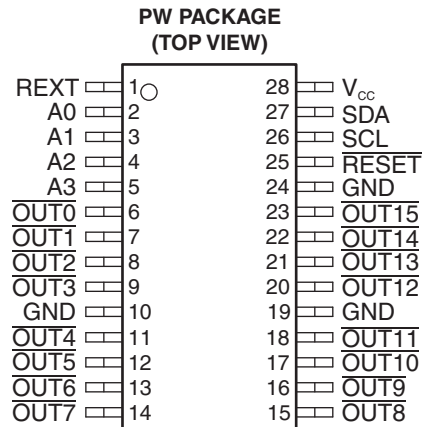 PW PACKAGE
(TOP VIEW)
REXT 1 28 VCC
A0 2 27 SDA
A1 3 26 SCL
A2 4 25 RESET
A3 5 24 GND
OUT0 6 23 OUT15
OUT1 7 22 OUT14
OUT2 8 21 OUT13
OUT3 9 20 OUT12
GND 10 19 GND
OUT4 11 18 OUT11
OUT5 12 17 OUT10
OUT6 13 16 OUT9
OUT7 14 15 OUT8